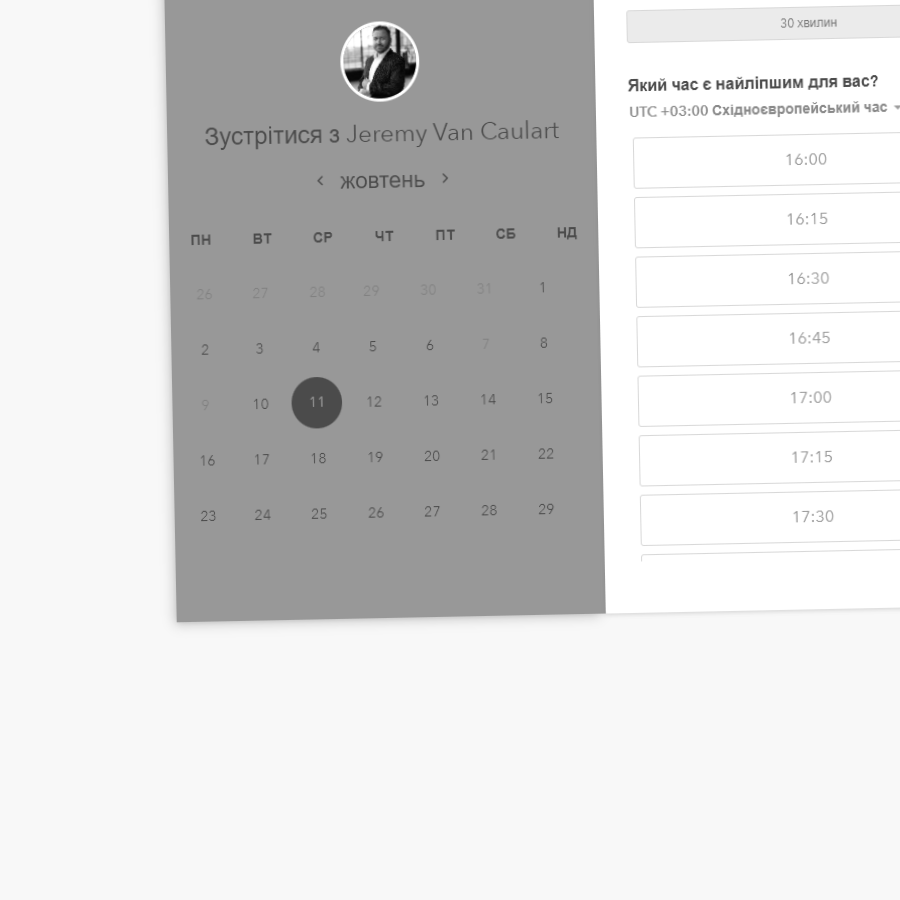 Зустрітися з Jeremy Van Caulart
жовтень
ПН ВТ СР ЧТ ПТ СБ НД
26 27 28 29 30 31 1
2 3 4 5 6 7 8
9 10 11 12 13 14 15
16 17 18 19 20 21 22
23 24 25 26 27 28 29
30 хвилин
Який час є найліпшим для вас?
UTC +03:00 Східноєвропейський час
16:00
16:15
16:30
16:45
17:00
17:15
17:30